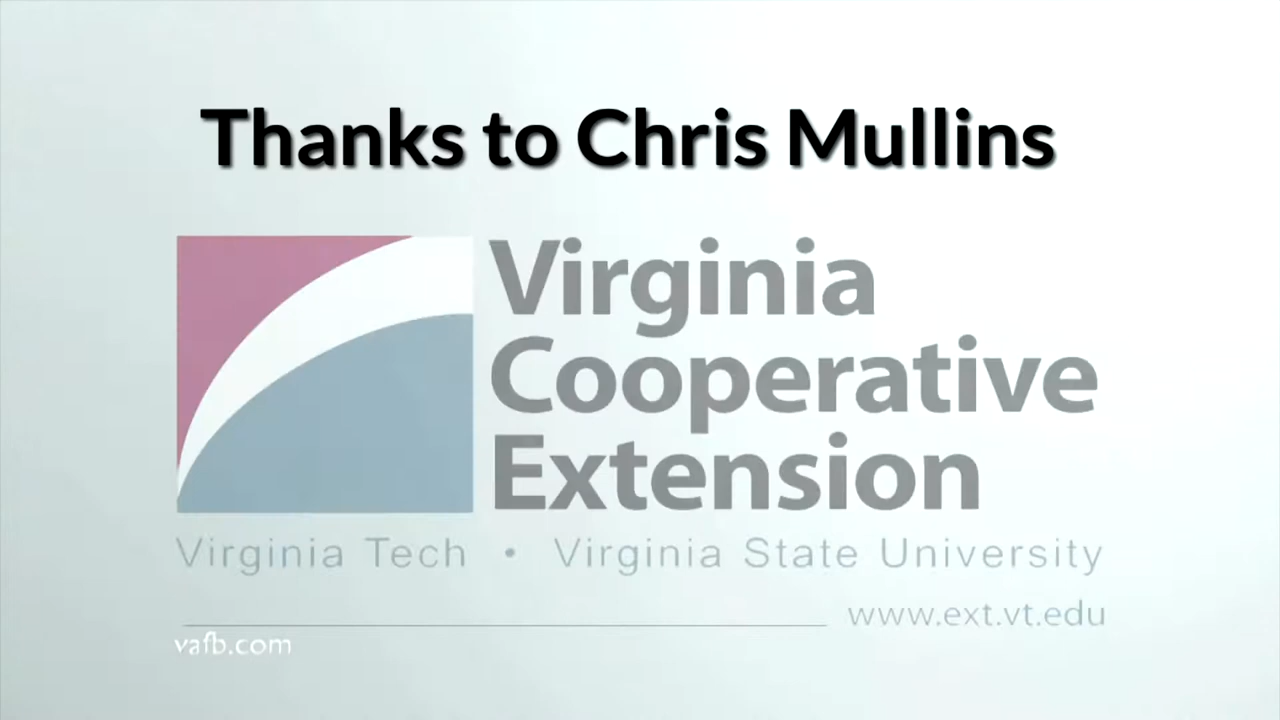 Thanks to Chris Mullins
Virginia
Cooperative
Extension
Virginia Tech • Virginia State University
www.ext.vt.edu
vafb.com